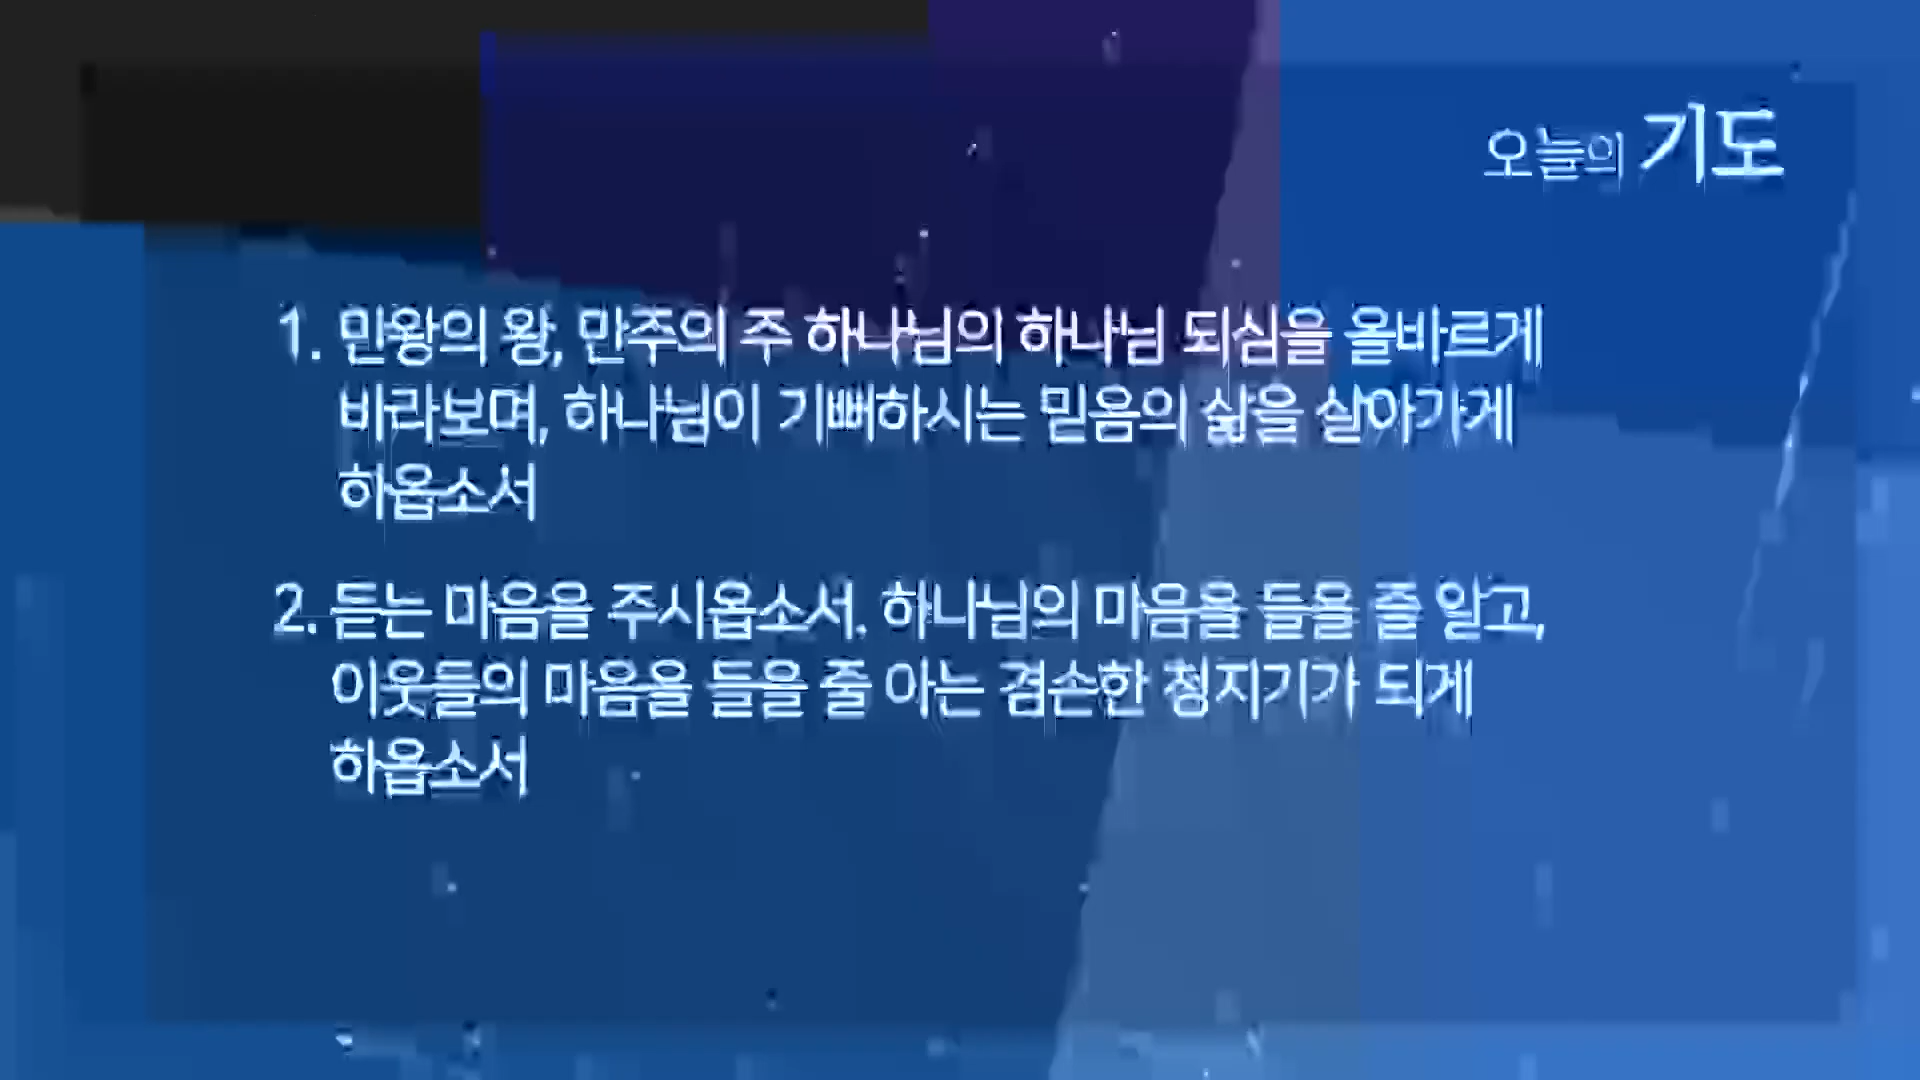 오늘의 기도
1. 만왕의 왕, 만주의 주 하나님의 하나님 되심을 올바르게
바라보며, 하나님이 기뻐하시는 믿음의 삶을 살아가게
하옵소서
2. 듣는 마음을 주시옵소서. 하나님의 마음을 들을 줄 알고,
이웃들의 마음을 들을 줄 아는 겸손한 청지기가 되게
하옵소서